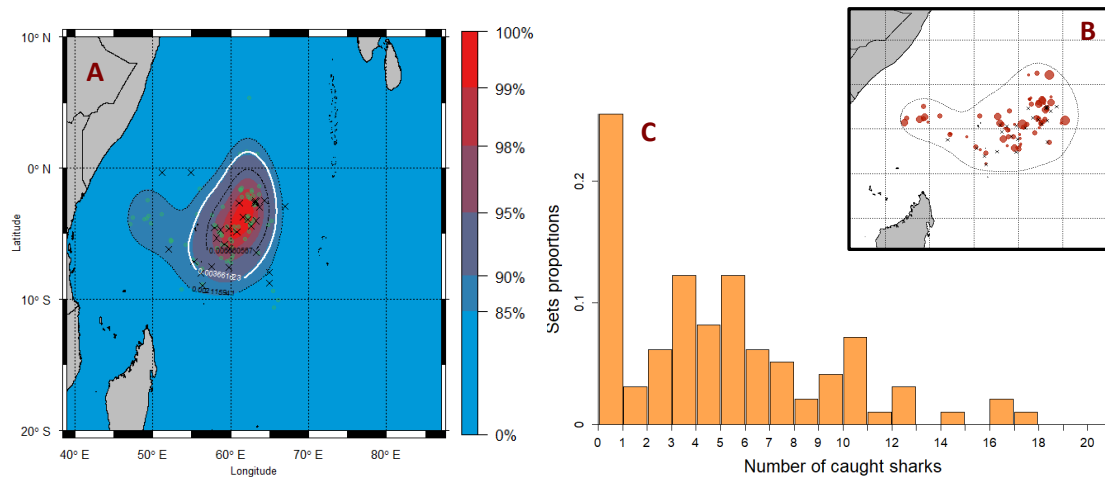 A
10° N
0° N
10° S
20° S
Latitude
40° E
50° E
60° E
70° E
80° E
Longitude
100%
99%
98%
95%
90%
85%
0%
B
C
0.2
0.1
0
Sets proportions
0 1 2 3 4 5 6 7 8 9 10 11 12 13 14 16 18 20
Number of caught sharks